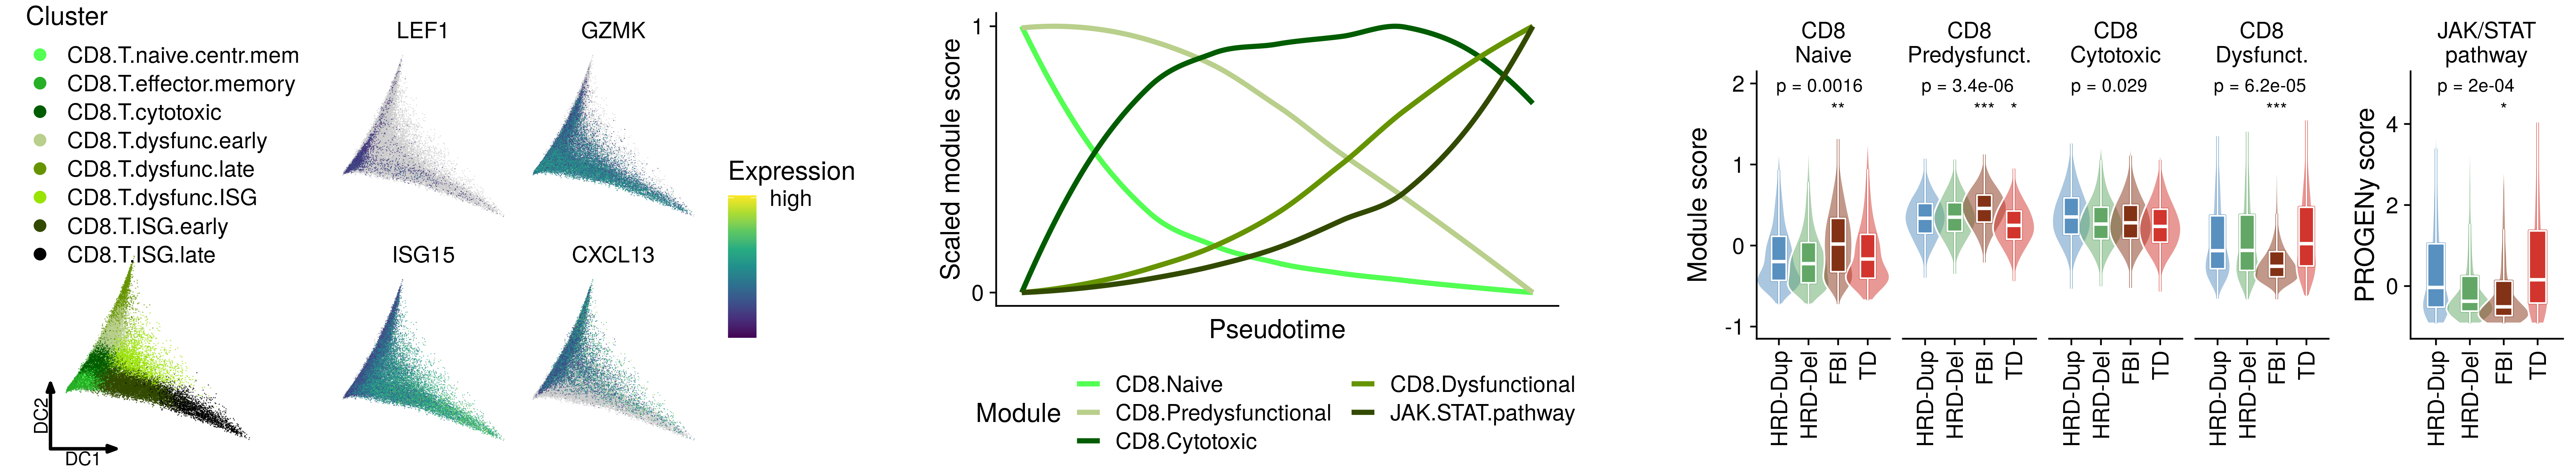 Cluster
CD8.T.naive.centr.mem
CD8.T.effector.memory
CD8.T.cytotoxic
CD8.T.dysfunc.early
CD8.T.dysfunc.late
CD8.T.dysfunc.ISG
CD8.T.ISG.early
CD8.T.ISG.late
DC2
DC1
LEF1
GZMK
ISG15
CXCL13
Expression
high
Scaled module score
1
0
Pseudotime
Module
CD8.Naive
CD8.Predysfunctional
CD8.Cytotoxic
CD8.Dysfunctional
JAK.STAT.pathway
Module score
2
1
0
-1
CD8
Naive
p = 0.0016
**
HRD-Dup
HRD-Del
FBI
TD
CD8
Predysfunct.
p = 3.4e-06
*** *
HRD-Dup
HRD-Del
FBI
TD
CD8
Cytotoxic
p = 0.029
HRD-Dup
HRD-Del
FBI
TD
CD8
Dysfunct.
p = 6.2e-05
***
HRD-Dup
HRD-Del
FBI
TD
JAK/STAT
pathway
p = 2e-04
*
PROGENy score
4
2
0
HRD-Dup
HRD-Del
FBI
TD